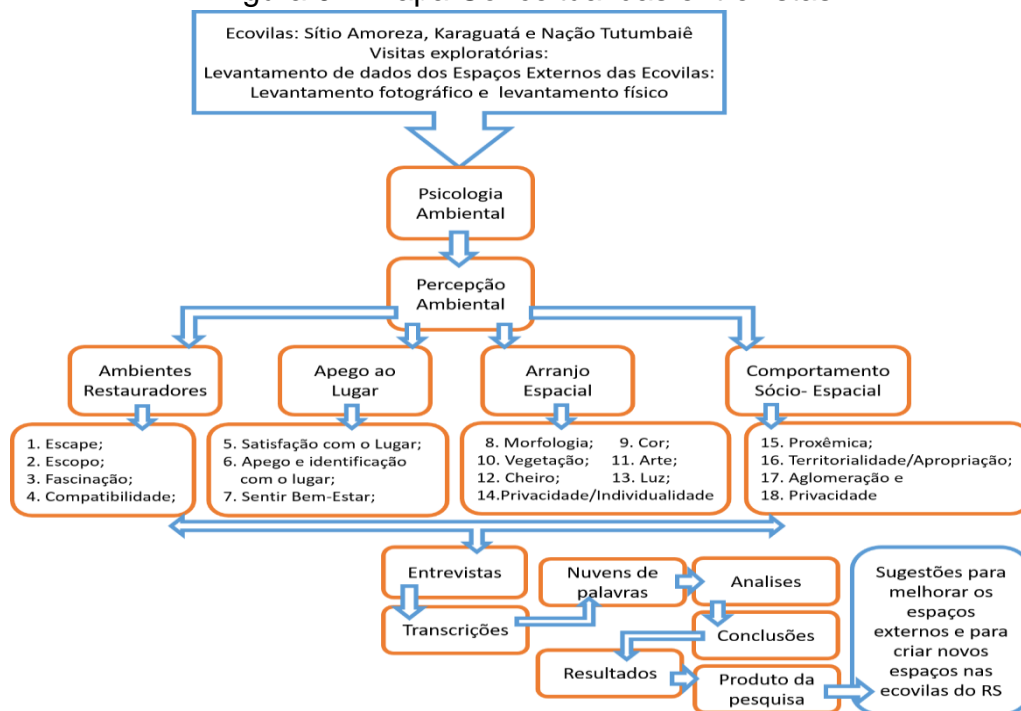 Ecovilas: Sítio Amoreza, Karaguatá e Nação Tutumbaiê
Visitas exploratórias:
Levantamento de dados dos Espaços Externos das Ecovilas:
Levantamento fotográfico e levantamento físico
Psicologia
Ambiental
Percepção
Ambiental
Ambientes
Restauradores
Apego ao
Lugar
Arranjo
Espacial
Comportamento
Sócio- Espacial
1. Escape;
2. Escopo;
3. Fascinação;
4. Compatibilidade;
5. Satisfação com o Lugar;
6. Apego e identificação
com o lugar;
7. Sentir Bem-Estar;
8. Morfologia; 9. Cor;
10. Vegetação; 11. Arte;
12. Cheiro; 13. Luz;
14.Privacidade/Individualidade
15. Proxêmica;
16. Territorialidade/Apropriação;
17. Aglomeração e
18. Privacidade
Entrevistas
Transcrições
Nuvens de
palavras
Analises
Conclusões
Resultados
Produto da
pesquisa
Sugestões para
melhorar os
espaços
externos e para
criar novos
espaços nas
ecovilas do RS